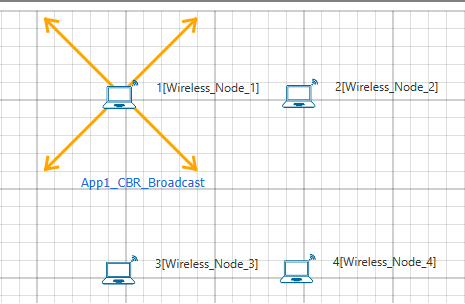 1[Wireless_Node_1]
2[Wireless_Node_2]
App1_CBR_Broadcast
3[Wireless_Node_3]
4[Wireless_Node_4]